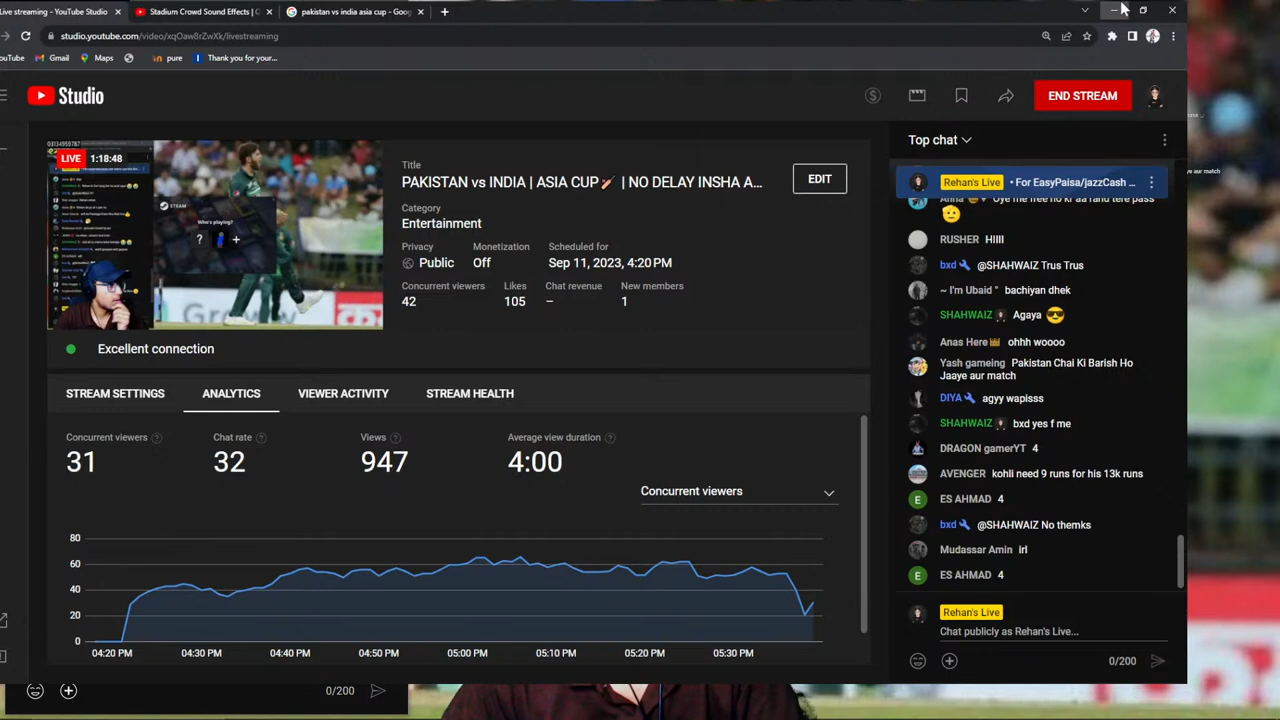 Live streaming - YouTube Studio
Stadium Crowd Sound Effects | C
pakistan vs india asia cup - Goo
studio.youtube.com/video/xqOaw8rZwXk/livestreaming
ouTube
Gmail
Maps
pure
Thank you for your...
Studio
END STREAM
03134959787
LIVE 1:18:48
STEAM
Who's playing?
Title
PAKISTAN vs INDIA | ASIA CUP🏏 | NO DELAY INSHA A...
EDIT
Category
Entertainment
Privacy
Monetization
Scheduled for
Public
Off
Sep 11, 2023, 4:20 PM
Concurrent viewers
Likes
Chat revenue
New members
42
105
–
1
Excellent connection
STREAM SETTINGS
ANALYTICS
VIEWER ACTIVITY
STREAM HEALTH
Concurrent viewers
Chat rate
Views
Average view duration
31
32
947
4:00
Concurrent viewers
80
60
40
20
0
04:20 PM
04:30 PM
04:40 PM
04:50 PM
05:00 PM
05:10 PM
05:20 PM
05:30 PM
Top chat
Rehan's Live • For EasyPaisa/jazzCash ...
RUSHER HIIII
bxd @SHAHWAIZ Trus Trus
~ I'm Ubaid " bachiyan dhek
SHAHWAIZ Agaya 😎
Anas Here ohhh woooo
Yash gameing Pakistan Chai Ki Barish Ho
Jaaye aur match
DIYA agyy wapisss
SHAHWAIZ bxd yes f me
DRAGON gamerYT 4
AVENGER kohli need 9 runs for his 13k runs
ES AHMAD 4
bxd @SHAHWAIZ No themks
Mudassar Amin irl
ES AHMAD 4
Rehan's Live
Chat publicly as Rehan's Live...
0/200
aur match
0/200